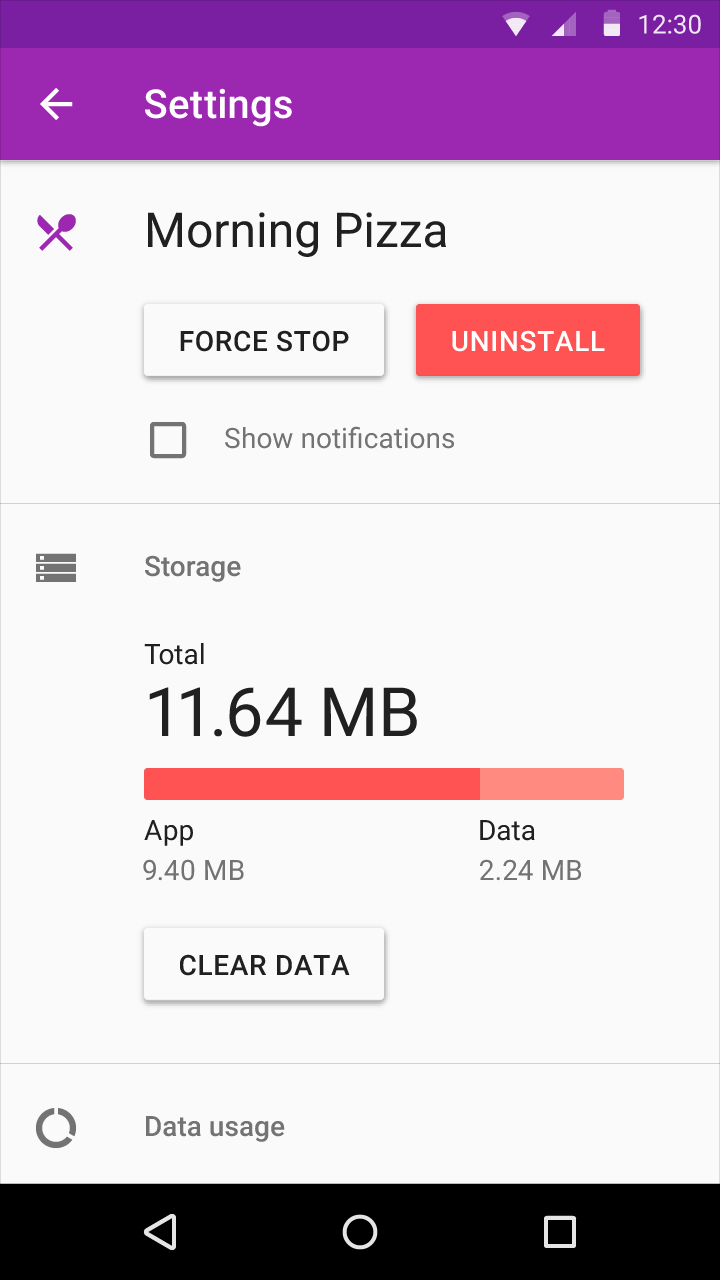 12:30
Settings
Morning Pizza
FORCE STOP UNINSTALL
Show notifications
Storage
Total
11.64 MB
App Data
9.40 MB 2.24 MB
CLEAR DATA
Data usage